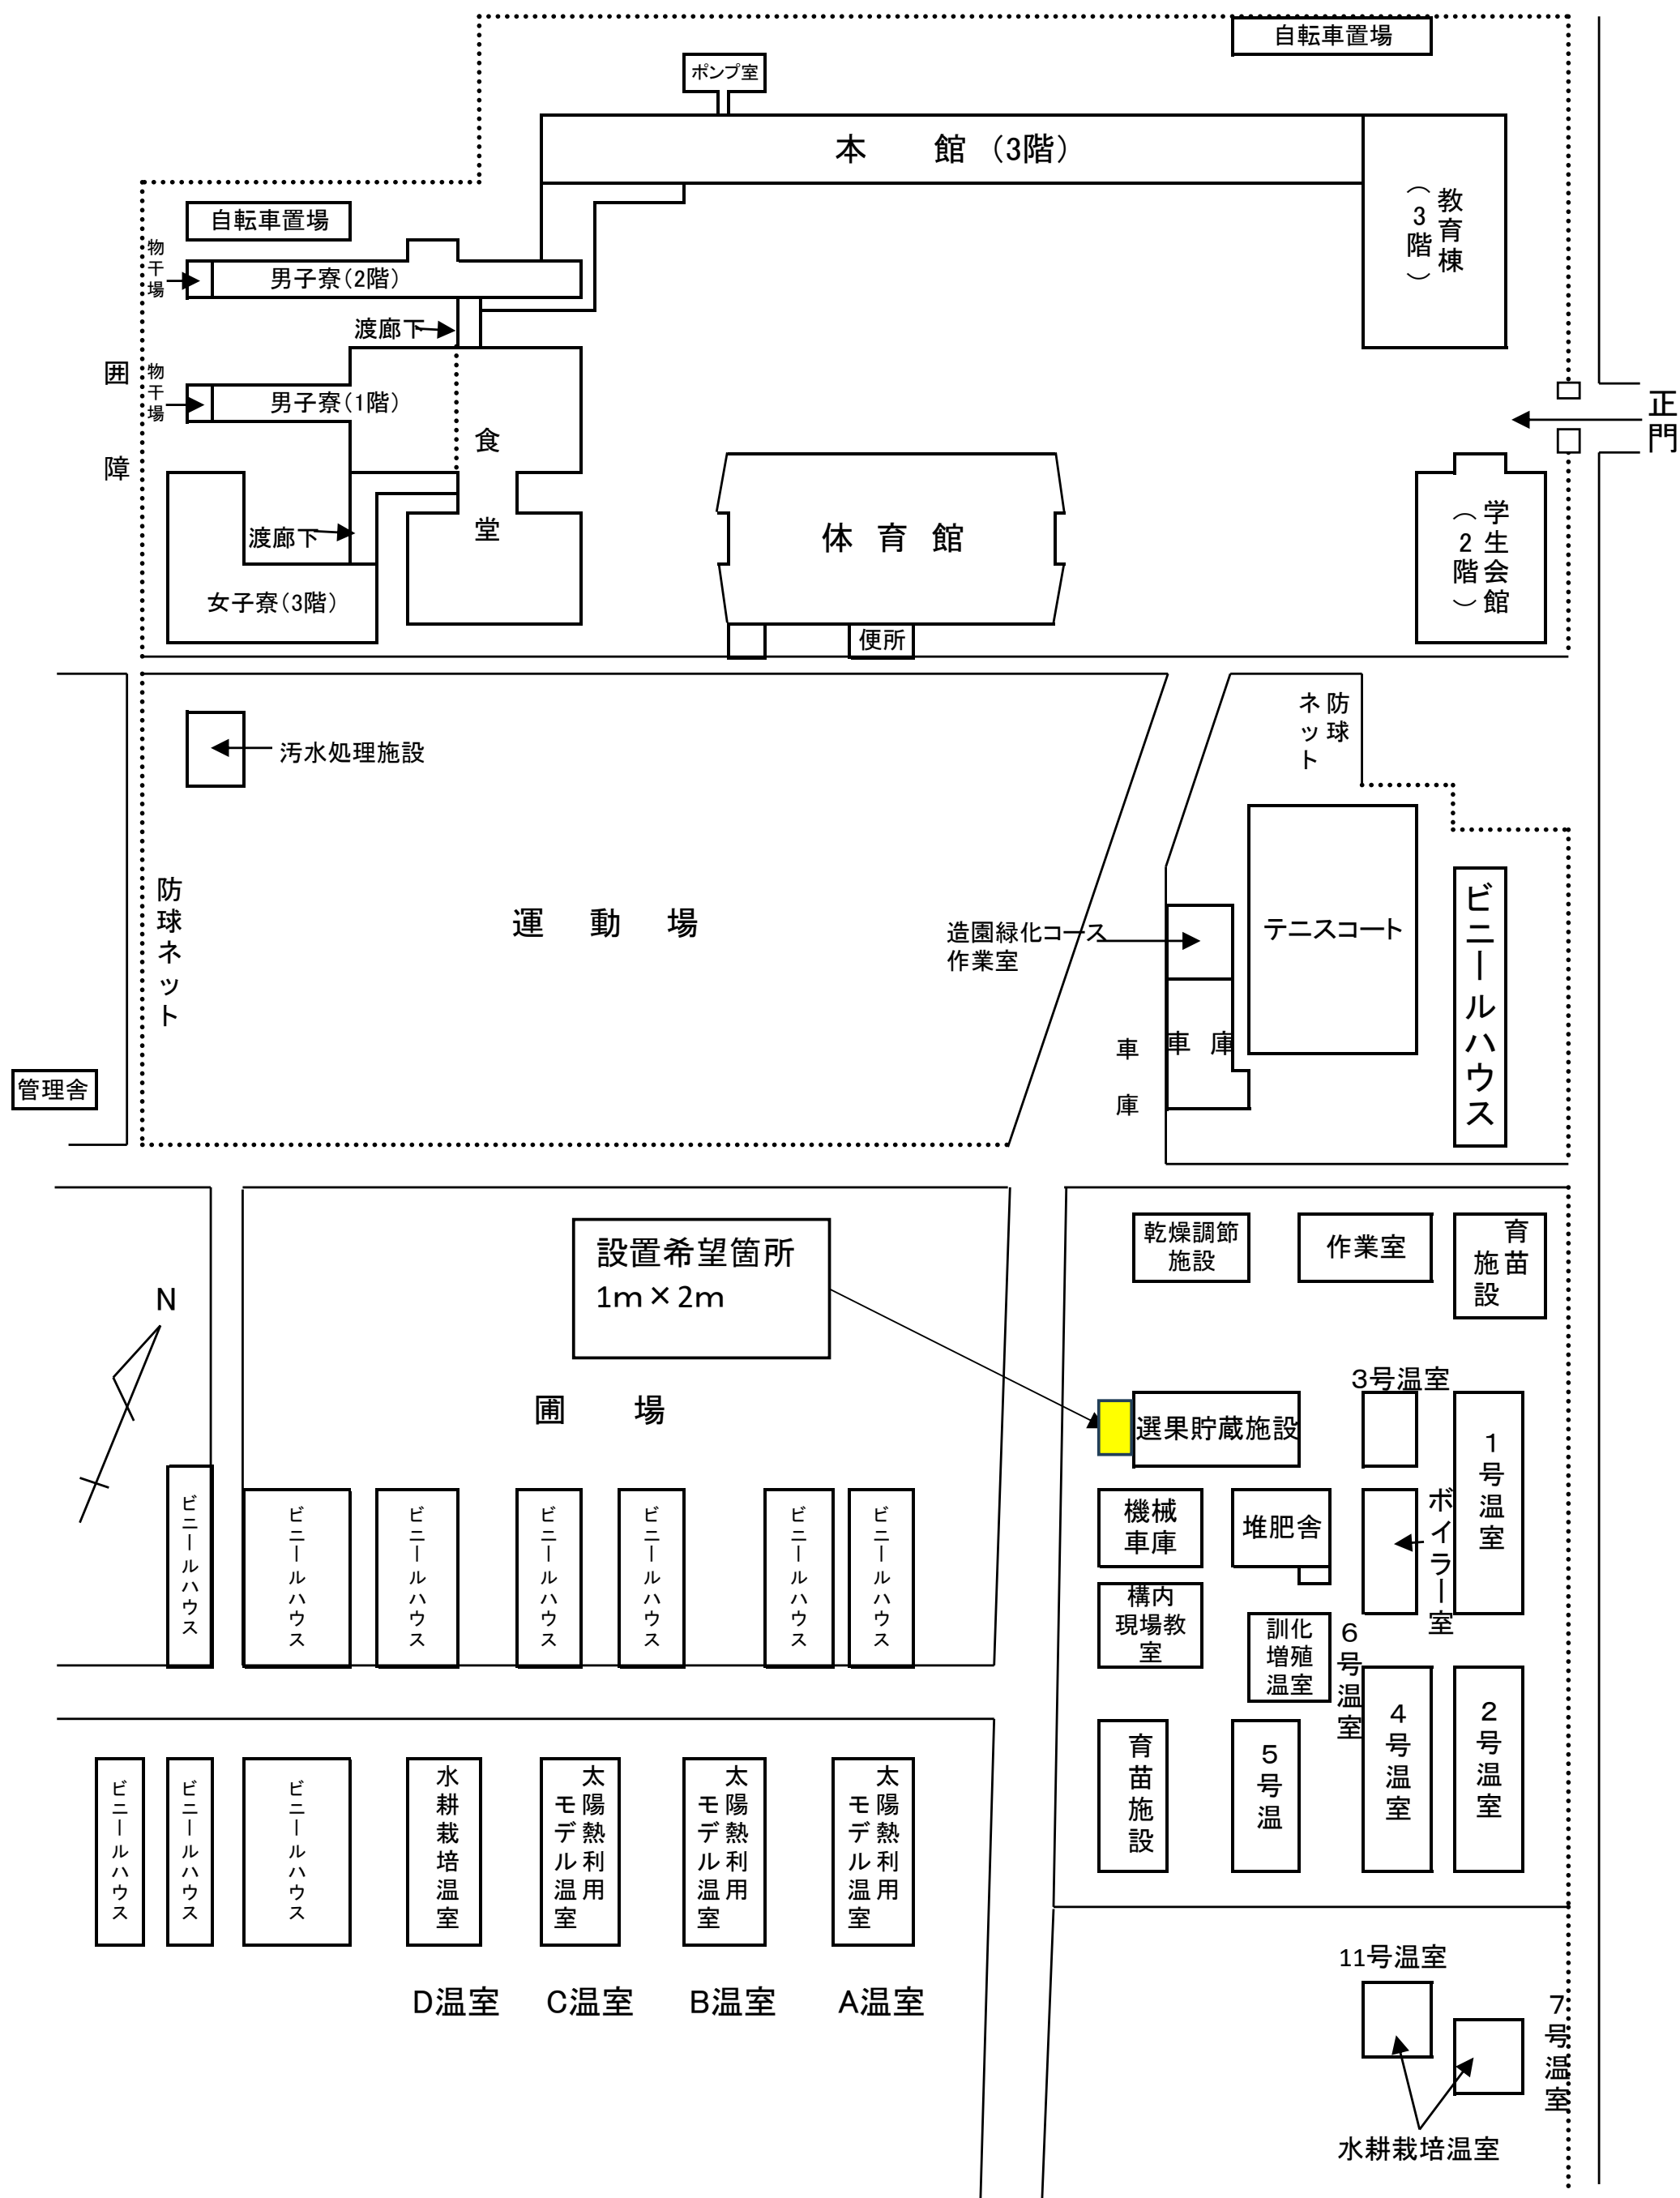 自転車置場
ポンプ室
本 館 (3階)
教育棟
(3階)
自転車置場
物干場
男子寮(2階)
渡廊下
囲障
物干場
男子寮(1階)
食堂
正門
体 育 館
学生会館
(2階)
渡廊下
女子寮(3階)
便所
防球
ネット
汚水処理施設
防球ネット
運 動 場
造園緑化コース
作業室
テニスコート
ビニールハウス
車庫
車 庫
管理舎
設置希望箇所
1m×2m
乾燥調節
施設
作業室
育苗
施設
N
圃 場
3号温室
選果貯蔵施設
1号温室
ビニールハウス
ビニールハウス
ビニールハウス
ビニールハウス
ビニールハウス
ビニールハウス
ビニールハウス
機械
車庫
堆肥舎
ボイラー室
構内
現場教
室
訓化
増殖
温室
6号温室
4号温室
2号温室
育苗施設
5号温
ビニールハウス
ビニールハウス
ビニールハウス
水耕栽培温室
太陽熱利用
モデル温室
太陽熱利用
モデル温室
太陽熱利用
モデル温室
D温室
C温室
B温室
A温室
11号温室
7号温室
水耕栽培温室